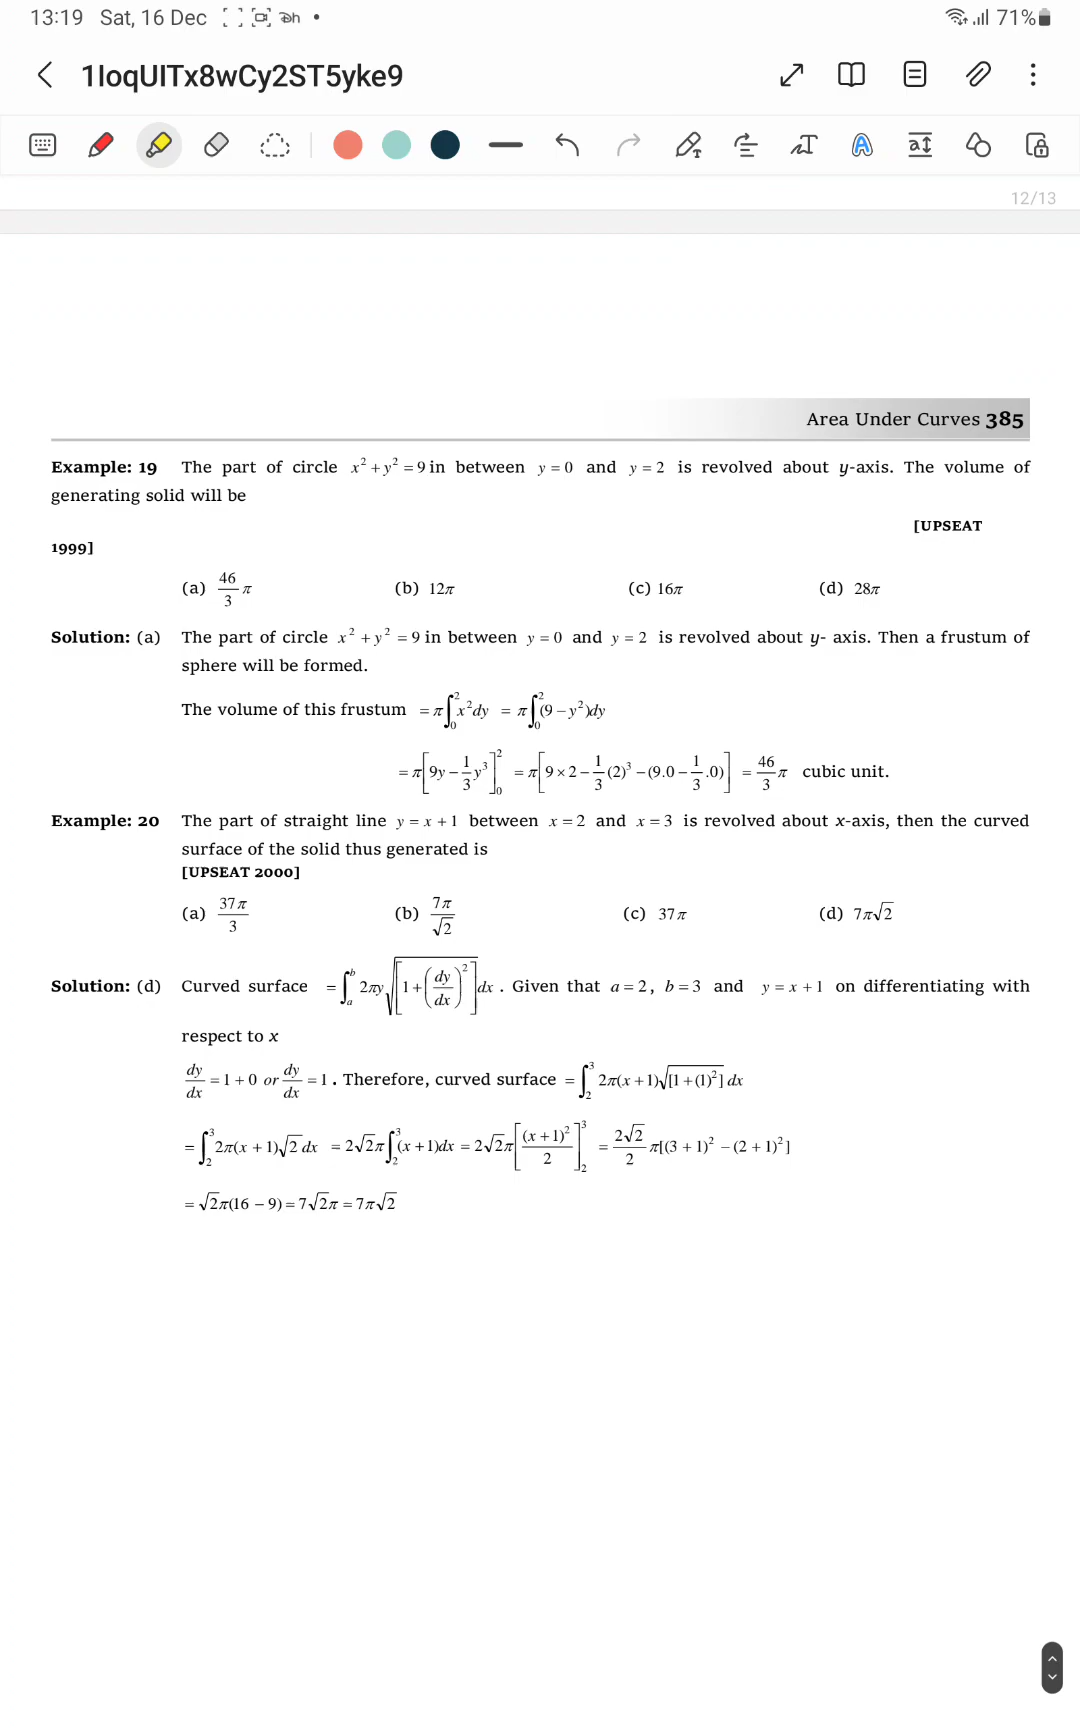 13:19 Sat, 16 Dec 71%
1IoqUITx8wCy2ST5yke9
12/13
Area Under Curves 385
Example: 19 The part of circle x² + y² = 9 in between y = 0 and y = 2 is revolved about y-axis. The volume of
generating solid will be
[UPSEAT
1999]
(a) 46/3 π (b) 12π (c) 16π (d) 28π
Solution: (a) The part of circle x² + y² = 9 in between y = 0 and y = 2 is revolved about y- axis. Then a frustum of
sphere will be formed.
The volume of this frustum = π∫₀² x² dy = π∫₀² (9 − y²)dy
= π[9y − 1/3 y³]₀² = π[9 × 2 − 1/3 (2)³ − (9.0 − 1/3 .0)] = 46/3 π cubic unit.
Example: 20 The part of straight line y = x + 1 between x = 2 and x = 3 is revolved about x-axis, then the curved
surface of the solid thus generated is
[UPSEAT 2000]
(a) 37π/3 (b) 7π/√2 (c) 37π (d) 7π√2
Solution: (d) Curved surface = ∫ₐᵇ 2πy √[1 + (dy/dx)²] dx . Given that a = 2, b = 3 and y = x + 1 on differentiating with
respect to x
dy/dx = 1 + 0 or dy/dx = 1 . Therefore, curved surface = ∫₂³ 2π(x + 1)√[1 + (1)²] dx
= ∫₂³ 2π(x + 1)√2 dx = 2√2π∫₂³ (x + 1)dx = 2√2π[(x + 1)²/2]₂³ = 2√2/2 π[(3 + 1)² − (2 + 1)²]
= √2π(16 − 9) = 7√2π = 7π√2